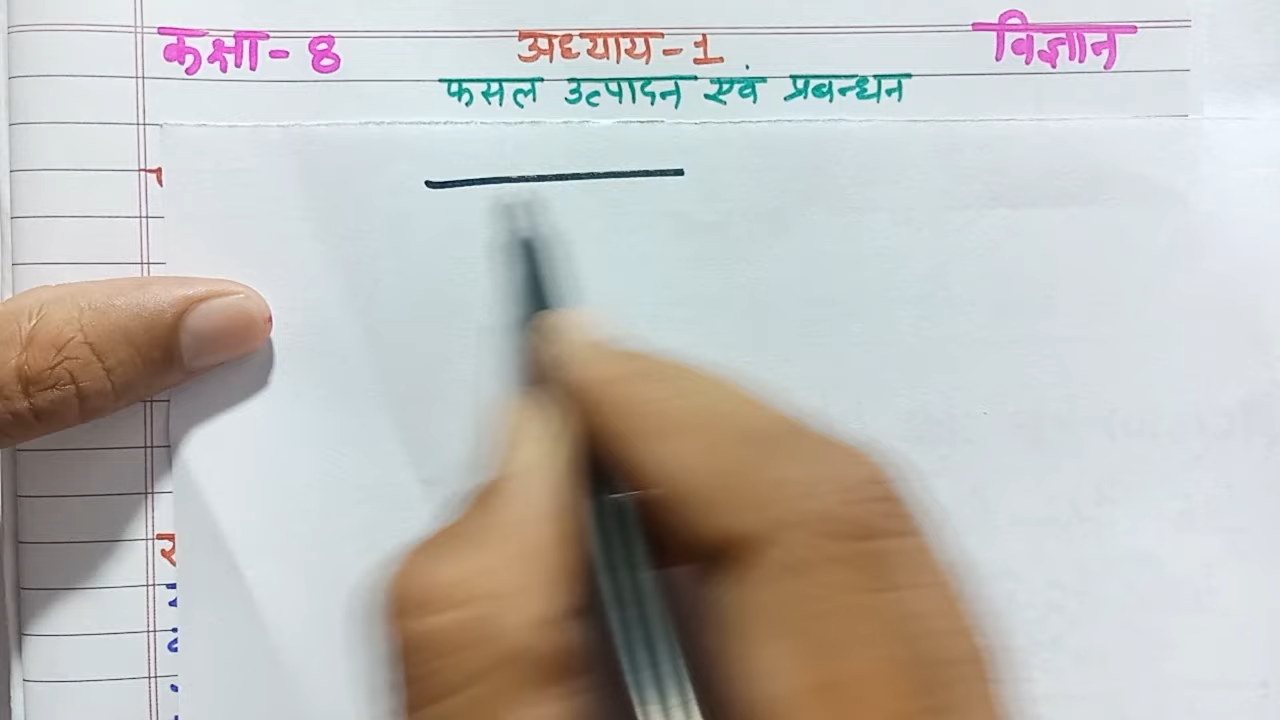 कक्षा-8 अध्याय-1 विज्ञान
फसल उत्पादन एवं प्रबन्धन